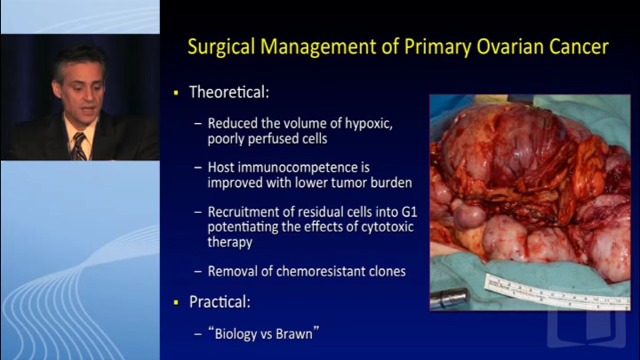 Surgical Management of Primary Ovarian Cancer
▪ Theoretical:
– Reduced the volume of hypoxic,
poorly perfused cells
– Host immunocompetence is
improved with lower tumor burden
– Recruitment of residual cells into G1
potentiating the effects of cytotoxic
therapy
– Removal of chemoresistant clones
▪ Practical:
– “Biology vs Brawn”